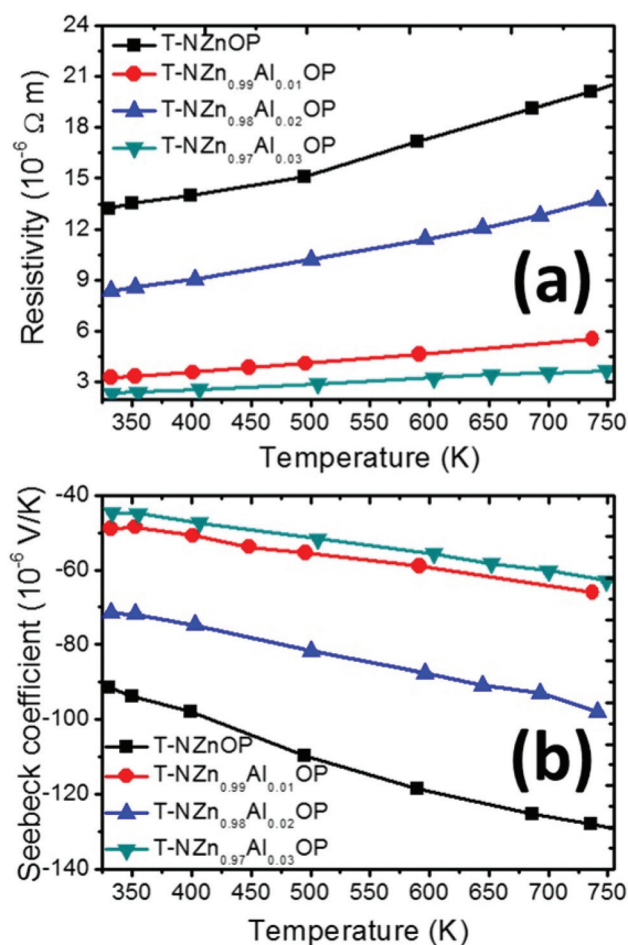 24
21
18
15
12
9
6
3
Resistivity (10⁻⁶ Ω m)
T-NZnOP
T-NZn₀.₉₉Al₀.₀₁OP
T-NZn₀.₉₈Al₀.₀₂OP
T-NZn₀.₉₇Al₀.₀₃OP
(a)
350 400 450 500 550 600 650 700 750
Temperature (K)
-40
-60
-80
-100
-120
-140
Seebeck coefficient (10⁻⁶ V/K)
T-NZnOP
T-NZn₀.₉₉Al₀.₀₁OP
T-NZn₀.₉₈Al₀.₀₂OP
T-NZn₀.₉₇Al₀.₀₃OP
(b)
350 400 450 500 550 600 650 700 750
Temperature (K)